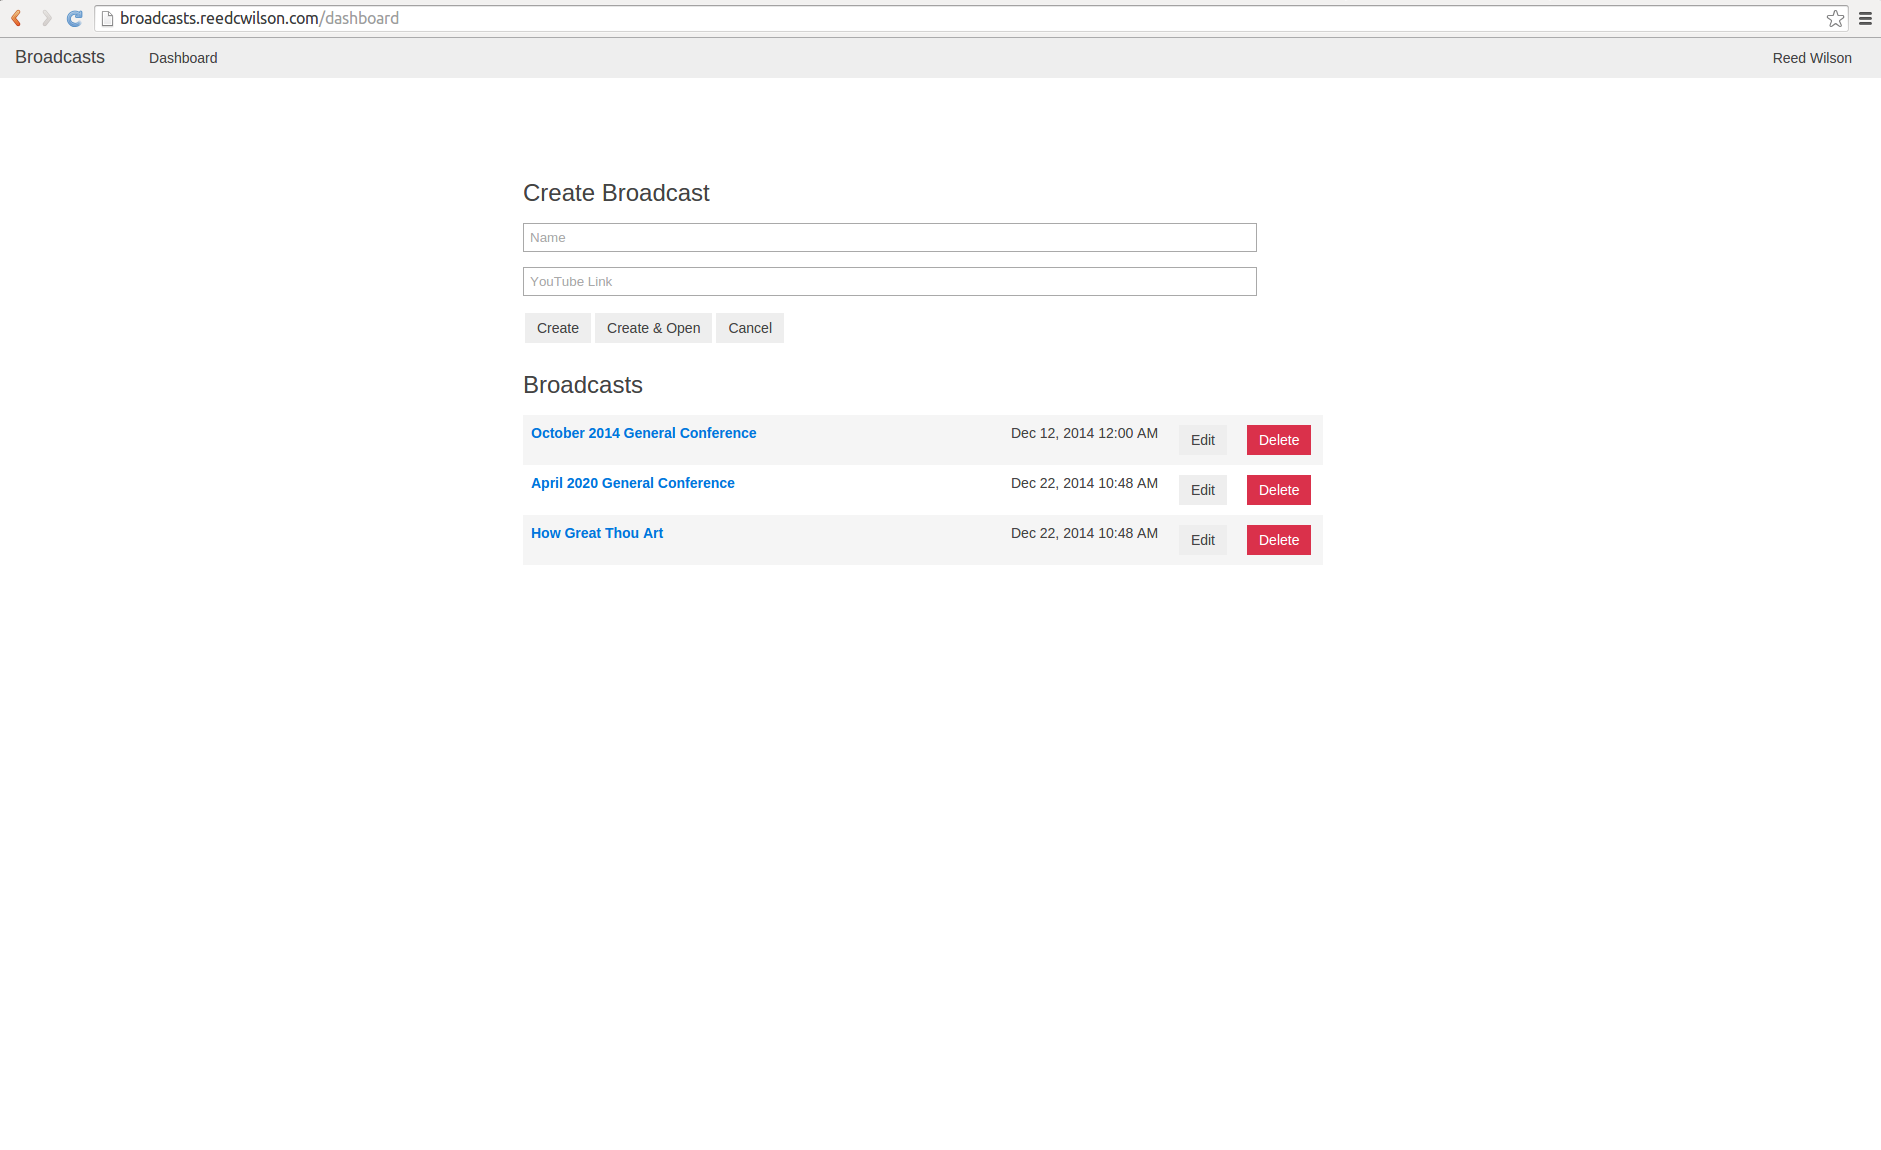 broadcasts.reedcwilson.com/dashboard
Broadcasts Dashboard Reed Wilson
Create Broadcast
Name
YouTube Link
Create Create & Open Cancel
Broadcasts
October 2014 General Conference Dec 12, 2014 12:00 AM Edit Delete
April 2020 General Conference Dec 22, 2014 10:48 AM Edit Delete
How Great Thou Art Dec 22, 2014 10:48 AM Edit Delete